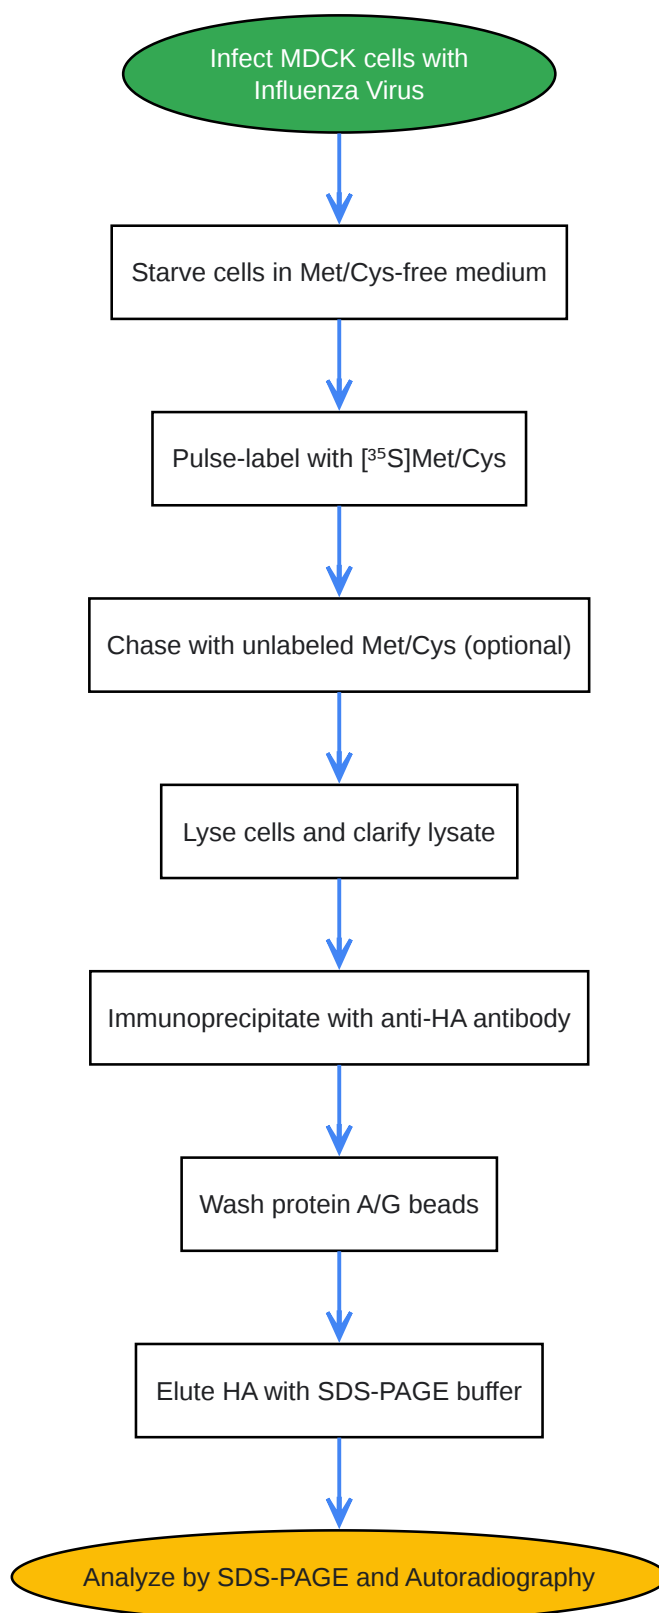 Infect MDCK cells with
Influenza Virus
Starve cells in Met/Cys-free medium
Pulse-label with [³⁵S]Met/Cys
Chase with unlabeled Met/Cys (optional)
Lyse cells and clarify lysate
Immunoprecipitate with anti-HA antibody
Wash protein A/G beads
Elute HA with SDS-PAGE buffer
Analyze by SDS-PAGE and Autoradiography